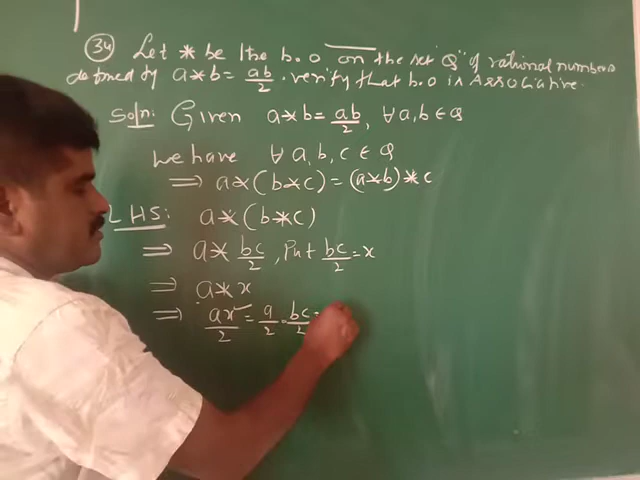 34 Let * be the b.o on the set "Q" of rational numbers
defined by a*b = ab/2. verify that b.o is Associative.
Soln: Given a*b = ab/2, ∀ a,b ∈ Q
We have ∀ a,b,c ∈ Q
⇒ a*(b*c) = (a*b)*c
LHS: a*(b*c)
⇒ a* bc/2, Put bc/2 = x
⇒ a*x
⇒ ax/2 = a/2 . bc/2 =